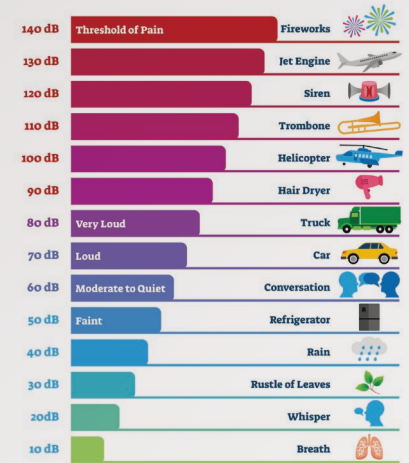 140 dB Threshold of Pain Fireworks
130 dB Jet Engine
120 dB Siren
110 dB Trombone
100 dB Helicopter
90 dB Hair Dryer
80 dB Very Loud Truck
70 dB Loud Car
60 dB Moderate to Quiet Conversation
50 dB Faint Refrigerator
40 dB Rain
30 dB Rustle of Leaves
20dB Whisper
10 dB Breath